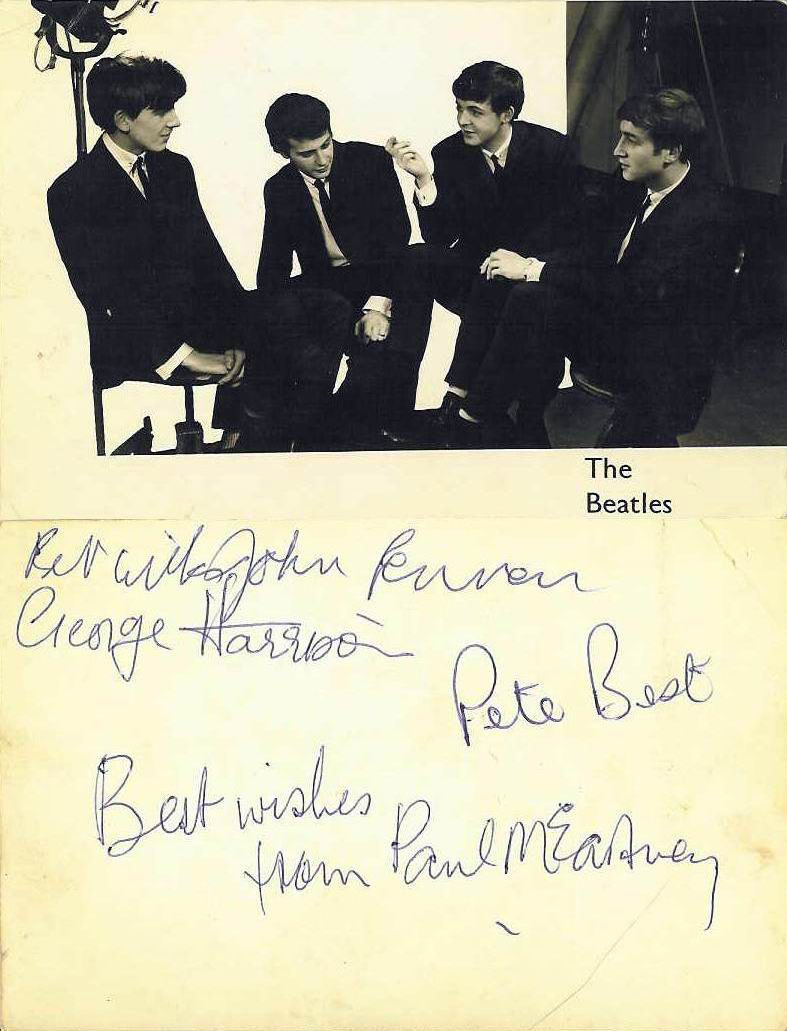 The
Beatles
Best wishes John Lennon
George Harrison
Pete Best
Best wishes
from Paul McCartney